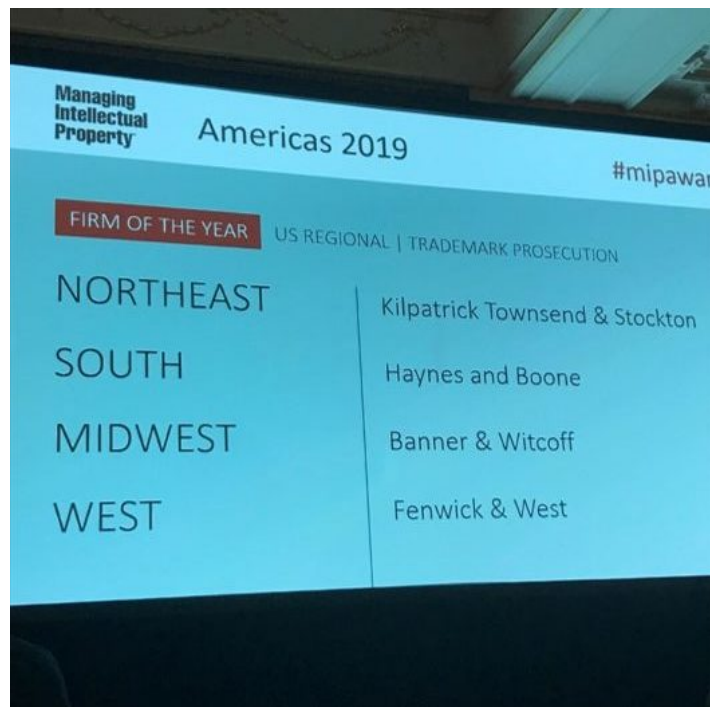 Managing
Intellectual
Property
Americas 2019
#mipawar
FIRM OF THE YEAR
US REGIONAL | TRADEMARK PROSECUTION
NORTHEAST
Kilpatrick Townsend & Stockton
SOUTH
Haynes and Boone
MIDWEST
Banner & Witcoff
WEST
Fenwick & West